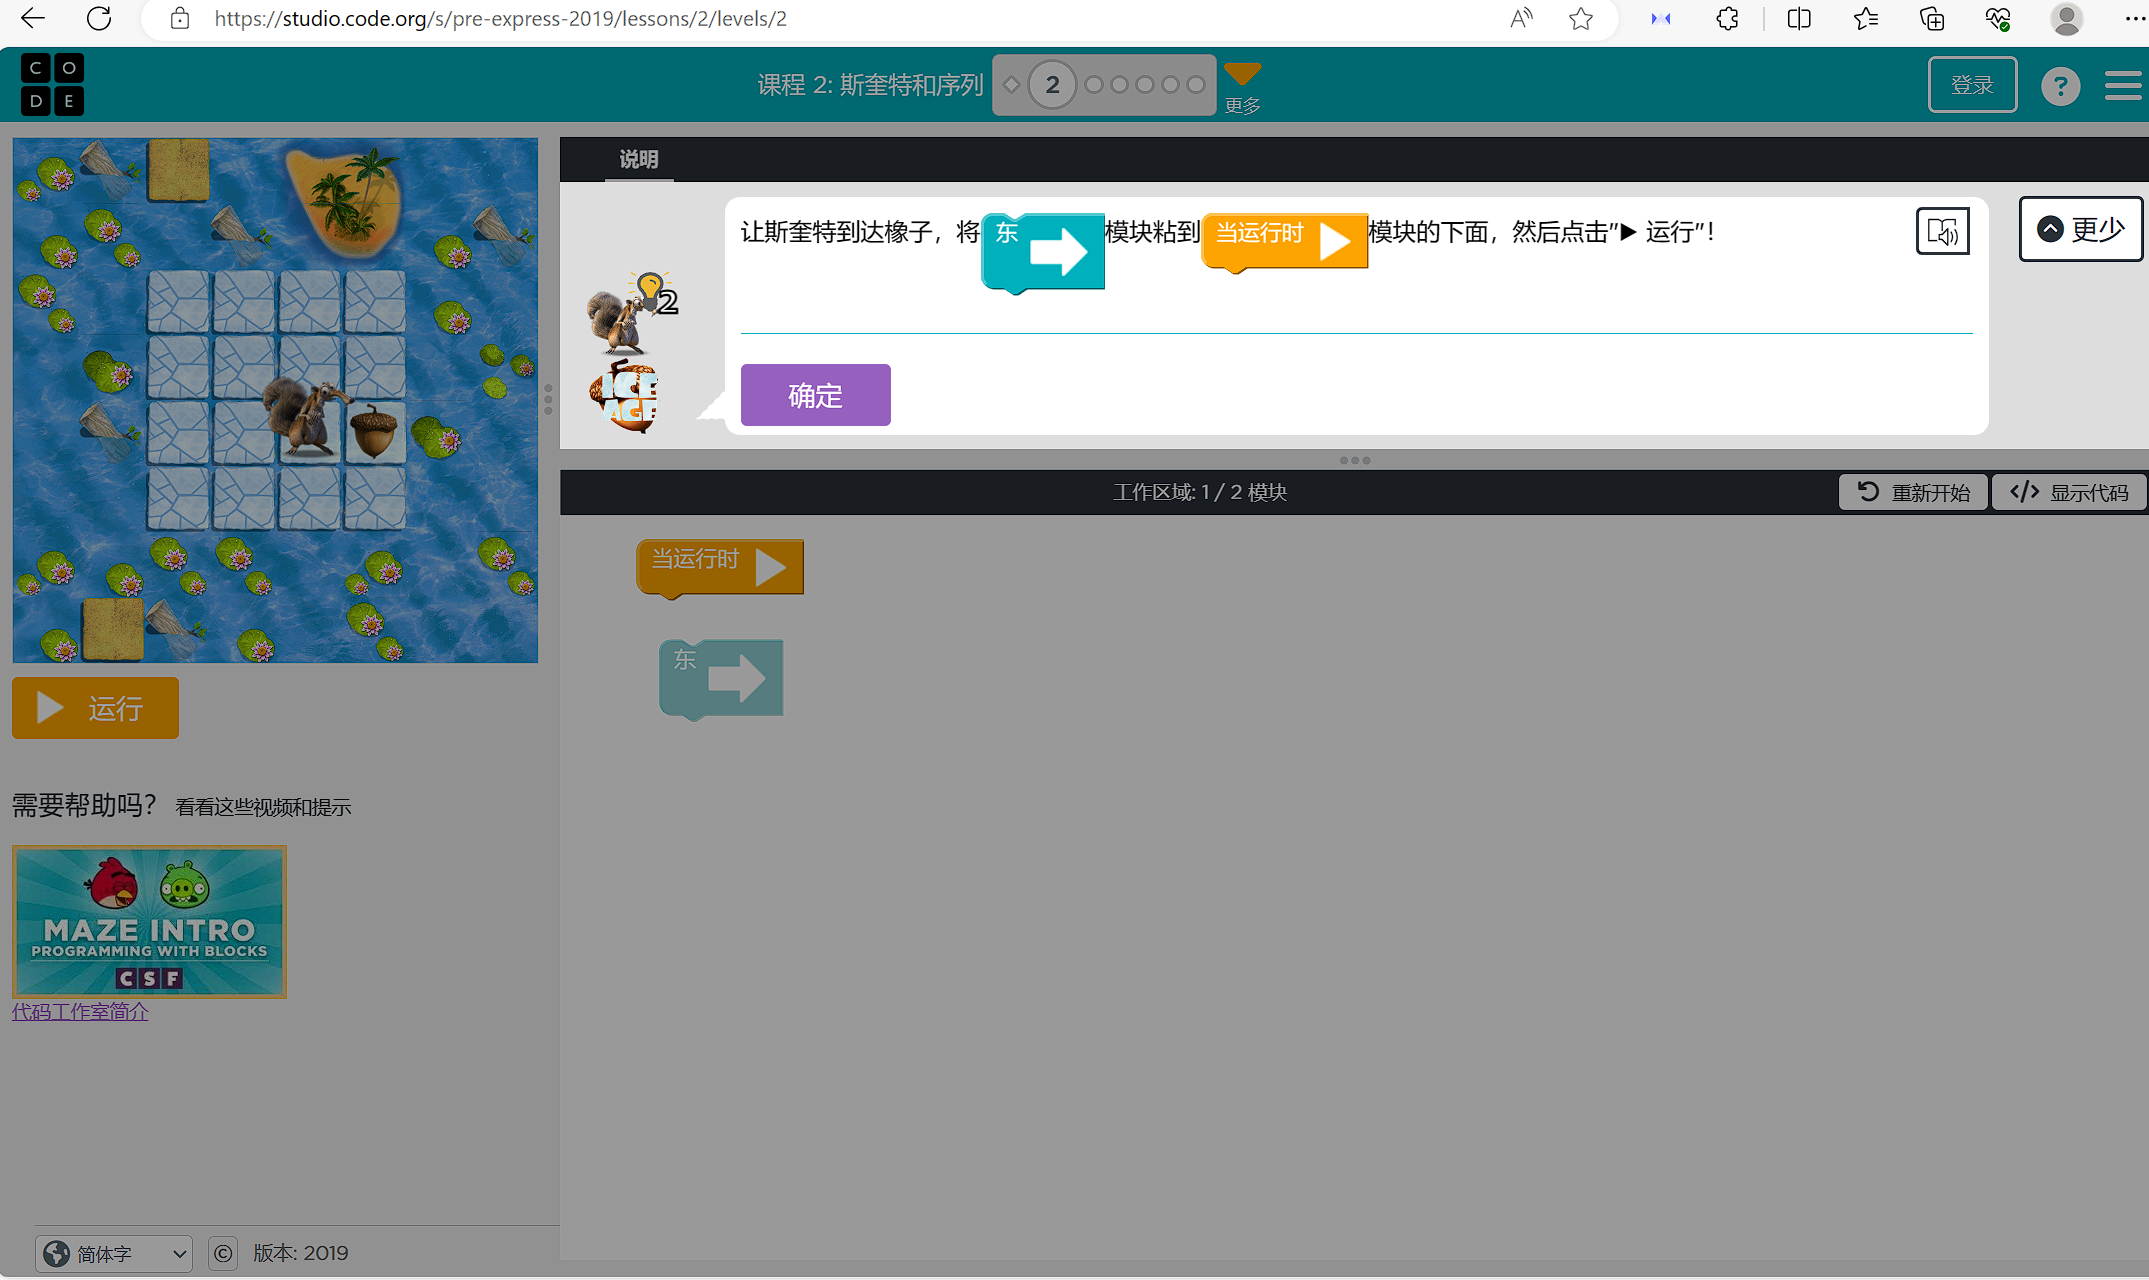 https://studio.code.org/s/pre-express-2019/lessons/2/levels/2
C O
D E
课程 2: 斯奎特和序列
2
更多
登录
?
说明
让斯奎特到达橡子，将 东 模块粘到 当运行时 模块的下面，然后点击"▶ 运行"！
更少
2
ICE AGE
确定
工作区域: 1 / 2 模块
重新开始
</> 显示代码
当运行时
东
运行
需要帮助吗？ 看看这些视频和提示
MAZE INTRO
PROGRAMMING WITH BLOCKS
C S F
代码工作室简介
简体字
© 版本: 2019